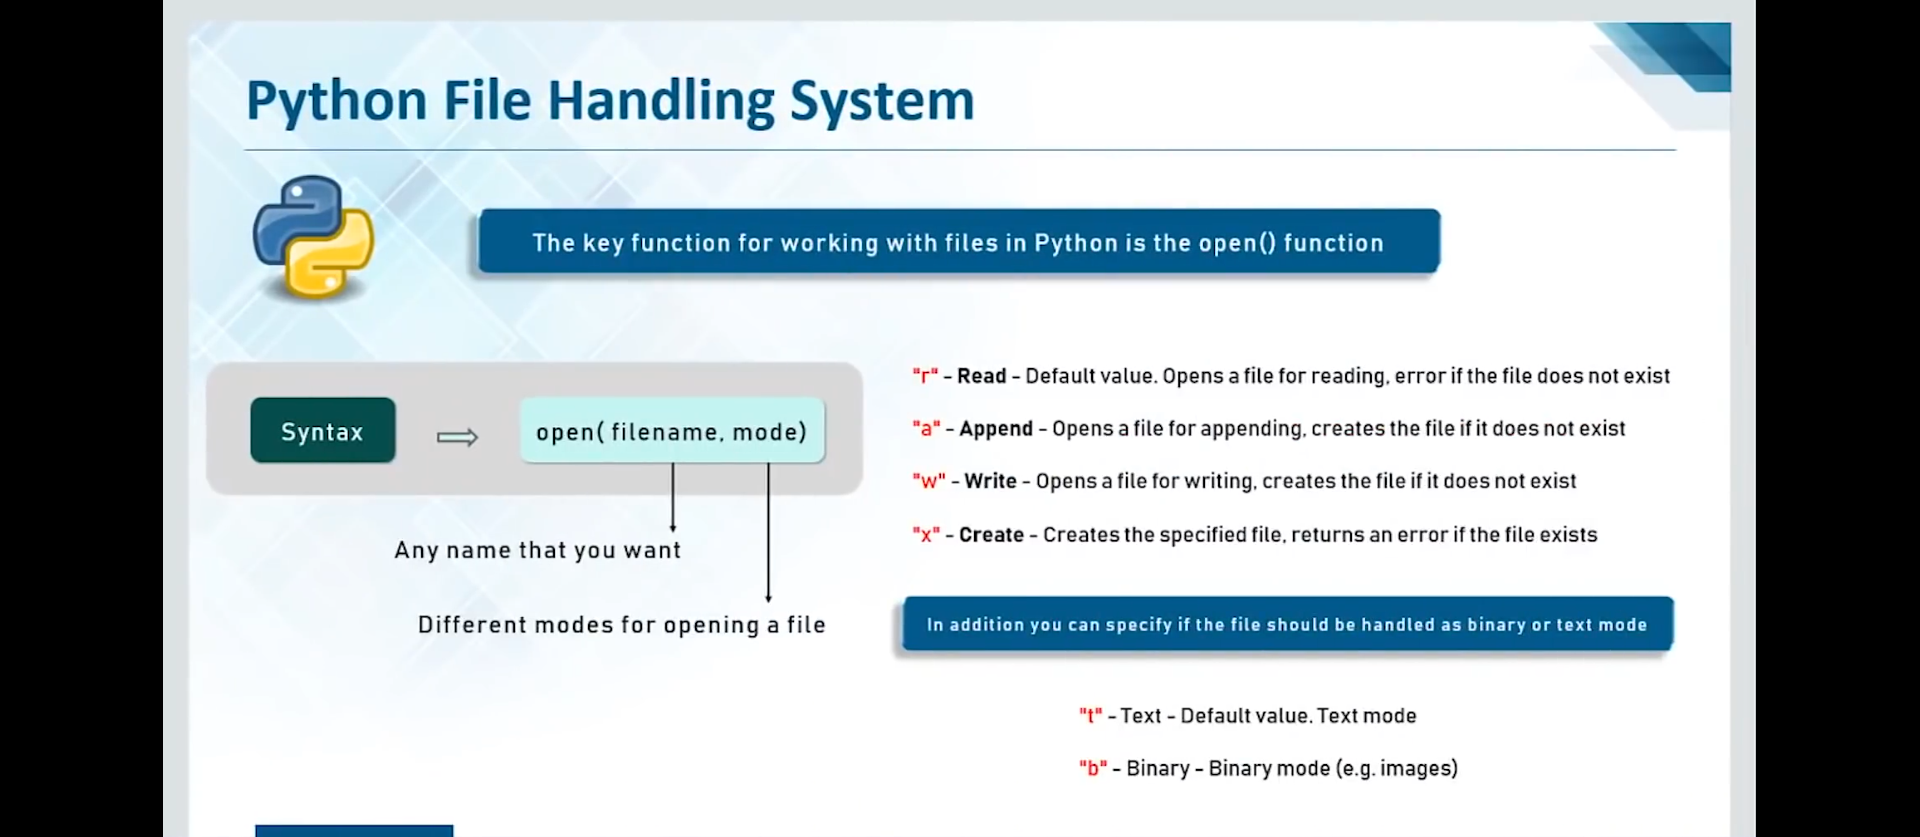 Python File Handling System
The key function for working with files in Python is the open() function
Syntax
open( filename, mode)
Any name that you want
Different modes for opening a file
"r" - Read - Default value. Opens a file for reading, error if the file does not exist
"a" - Append - Opens a file for appending, creates the file if it does not exist
"w" - Write - Opens a file for writing, creates the file if it does not exist
"x" - Create - Creates the specified file, returns an error if the file exists
In addition you can specify if the file should be handled as binary or text mode
"t" - Text - Default value. Text mode
"b" - Binary - Binary mode (e.g. images)